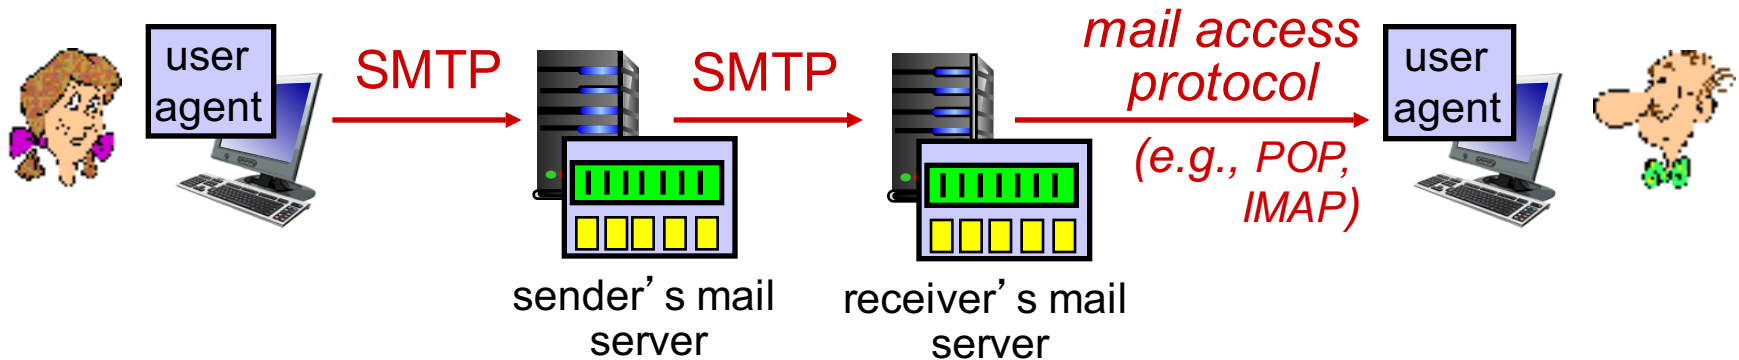 user
agent
SMTP
sender’s mail
server
SMTP
receiver’s mail
server
mail access
protocol
(e.g., POP,
IMAP)
user
agent